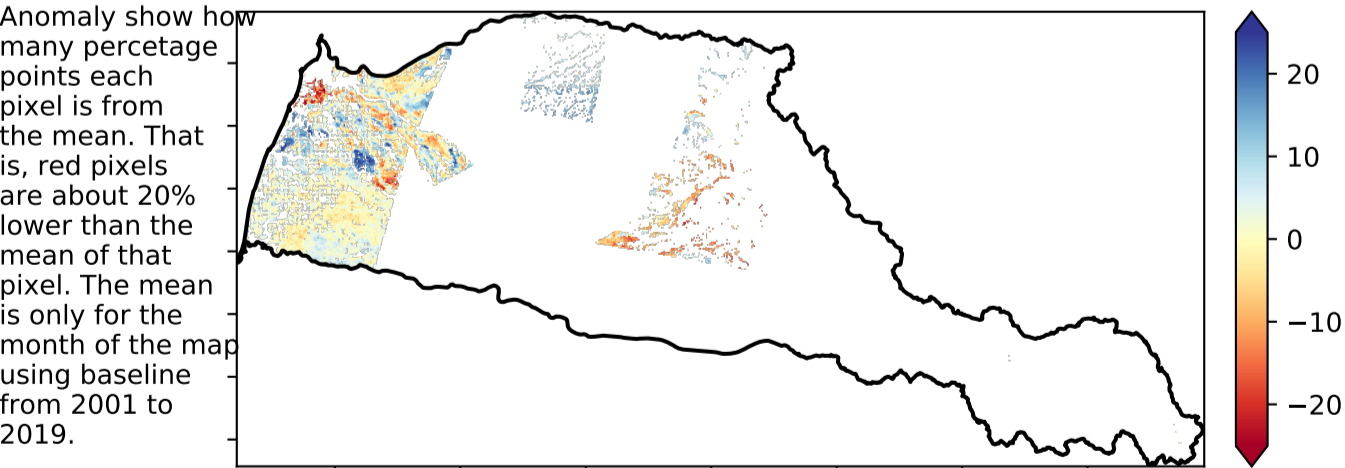 Anomaly show how
many percetage
points each
pixel is from
the mean. That
is, red pixels
are about 20%
lower than the
mean of that
pixel. The mean
is only for the
month of the map
using baseline
from 2001 to
2019.
20
10
0
−10
−20